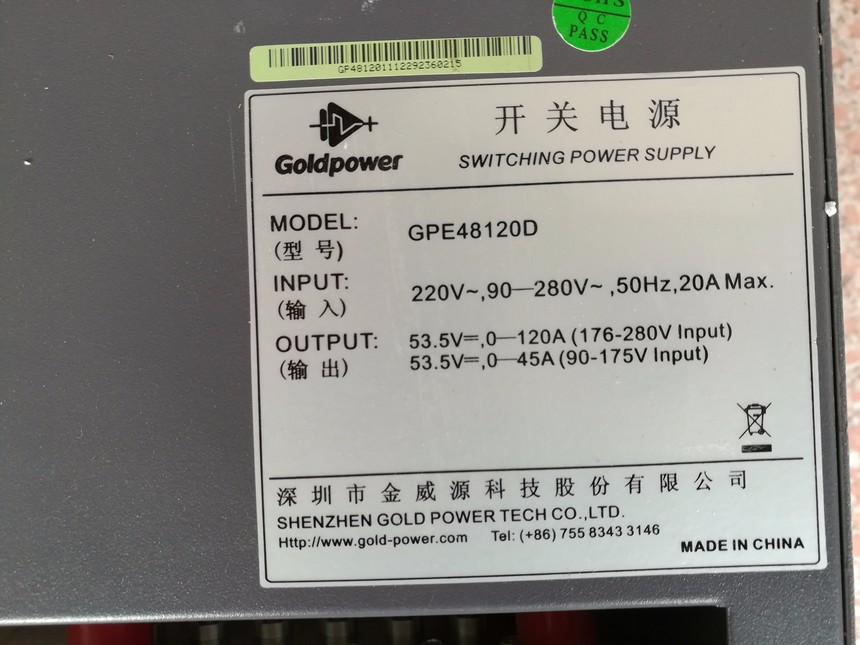 Q C
PASS
GP481201112292360215
Goldpower
开关电源
SWITCHING POWER SUPPLY
MODEL: GPE48120D
(型 号)
INPUT: 220V~,90—280V~ ,50Hz,20A Max.
(输 入)
OUTPUT: 53.5V⎓,0—120A (176-280V Input)
(输 出) 53.5V⎓,0—45A (90-175V Input)
深圳市金威源科技股份有限公司
SHENZHEN GOLD POWER TECH CO.,LTD.
Http://www.gold-power.com Tel: (+86) 755 8343 3146
MADE IN CHINA